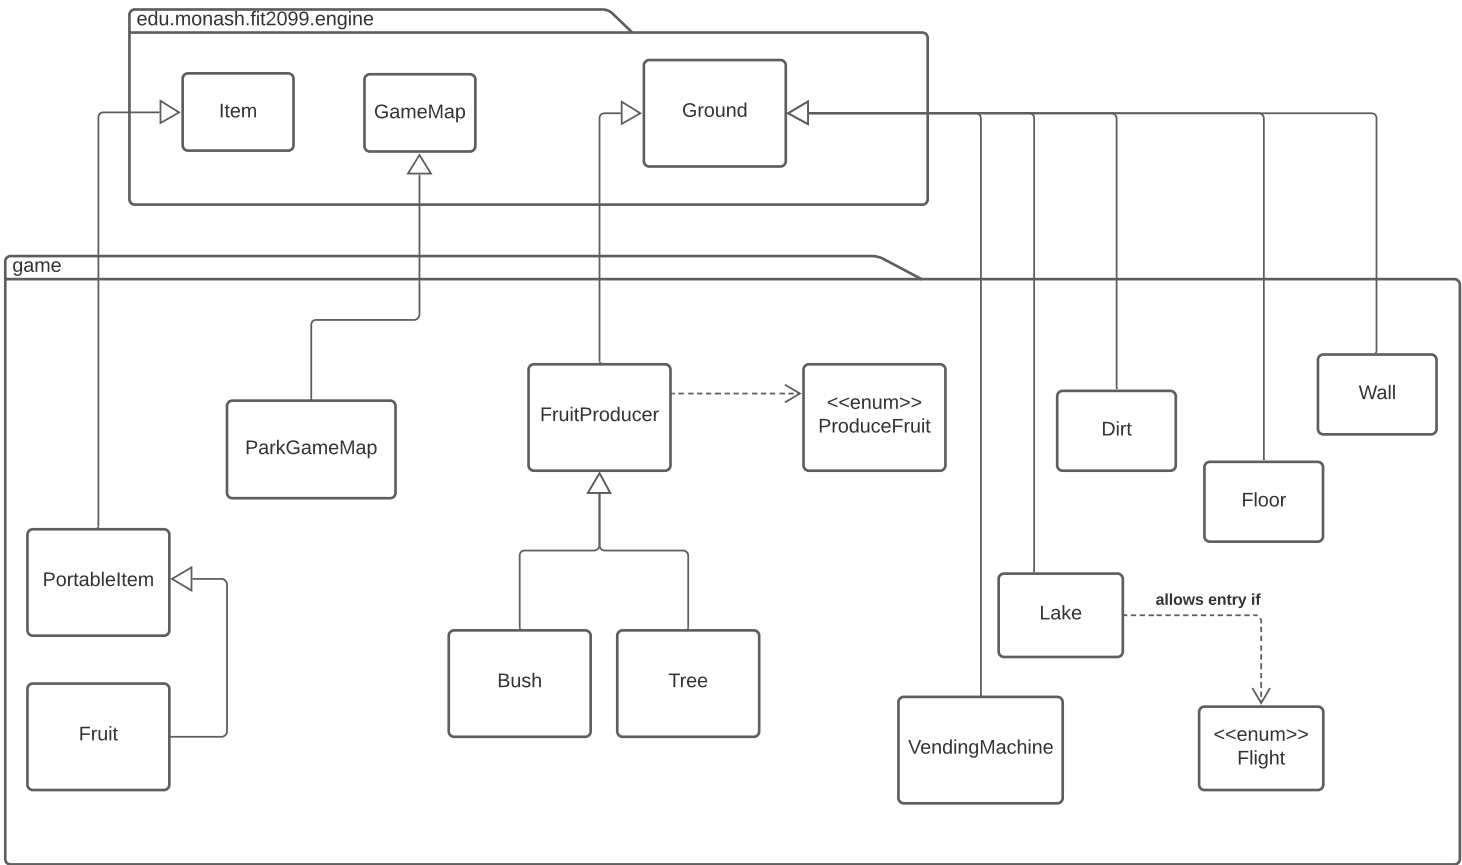 edu.monash.fit2099.engine
Item
GameMap
Ground
game
ParkGameMap
FruitProducer
<<enum>>
ProduceFruit
Dirt
Wall
Floor
PortableItem
Lake
allows entry if
Bush
Tree
Fruit
VendingMachine
<<enum>>
Flight